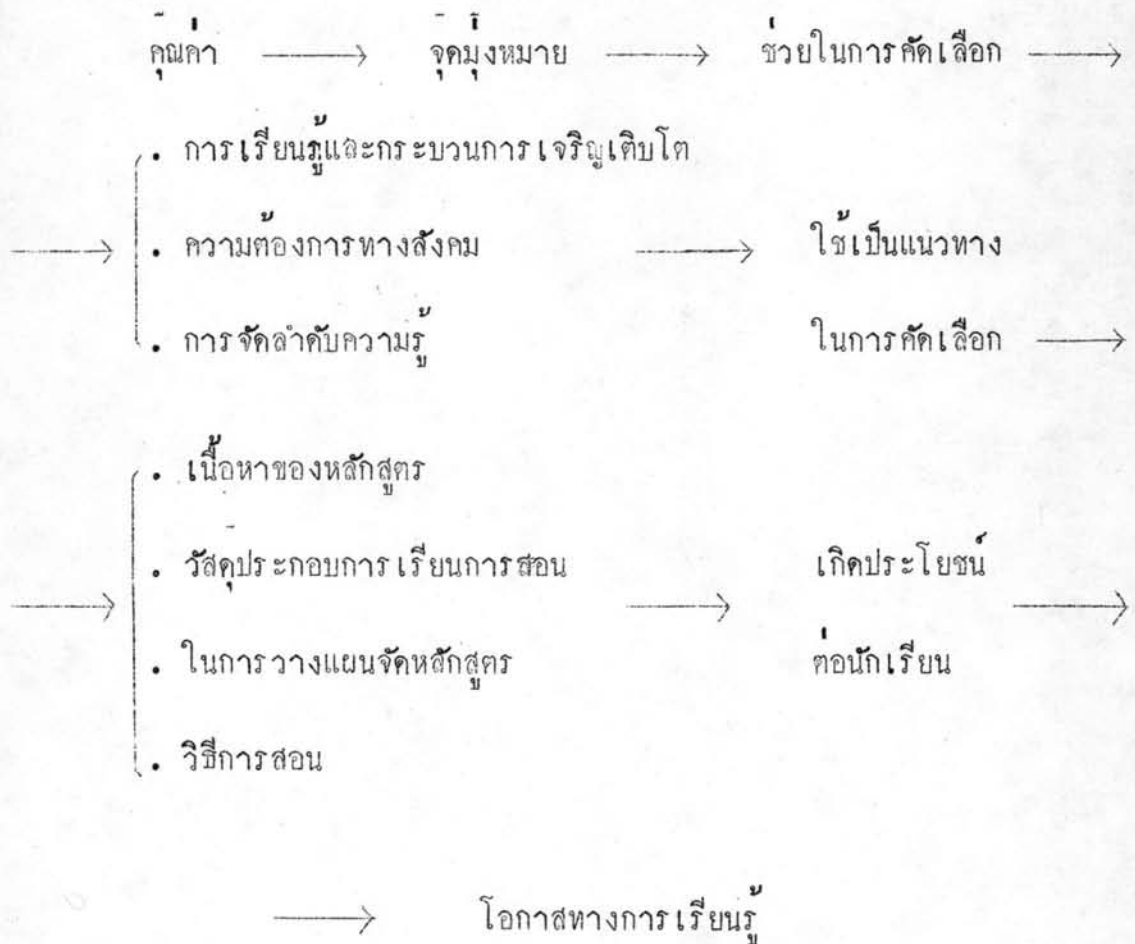 คุณค่า ⟶ จุดมุ่งหมาย ⟶ ช่วยในการคัดเลือก ⟶
. การเรียนรู้และกระบวนการเจริญเติบโต
⟶ . ความต้องการทางสังคม ⟶ ใช้เป็นแนวทาง
. การจัดลำดับความรู้ ในการคัดเลือก ⟶
. เนื้อหาของหลักสูตร
. วัสดุประกอบการเรียนการสอน เกิดประโยชน์
⟶ ⟶ ⟶
. ในการวางแผนจัดหลักสูตร ต่อนักเรียน
. วิธีการสอน
⟶ โอกาสทางการเรียนรู้